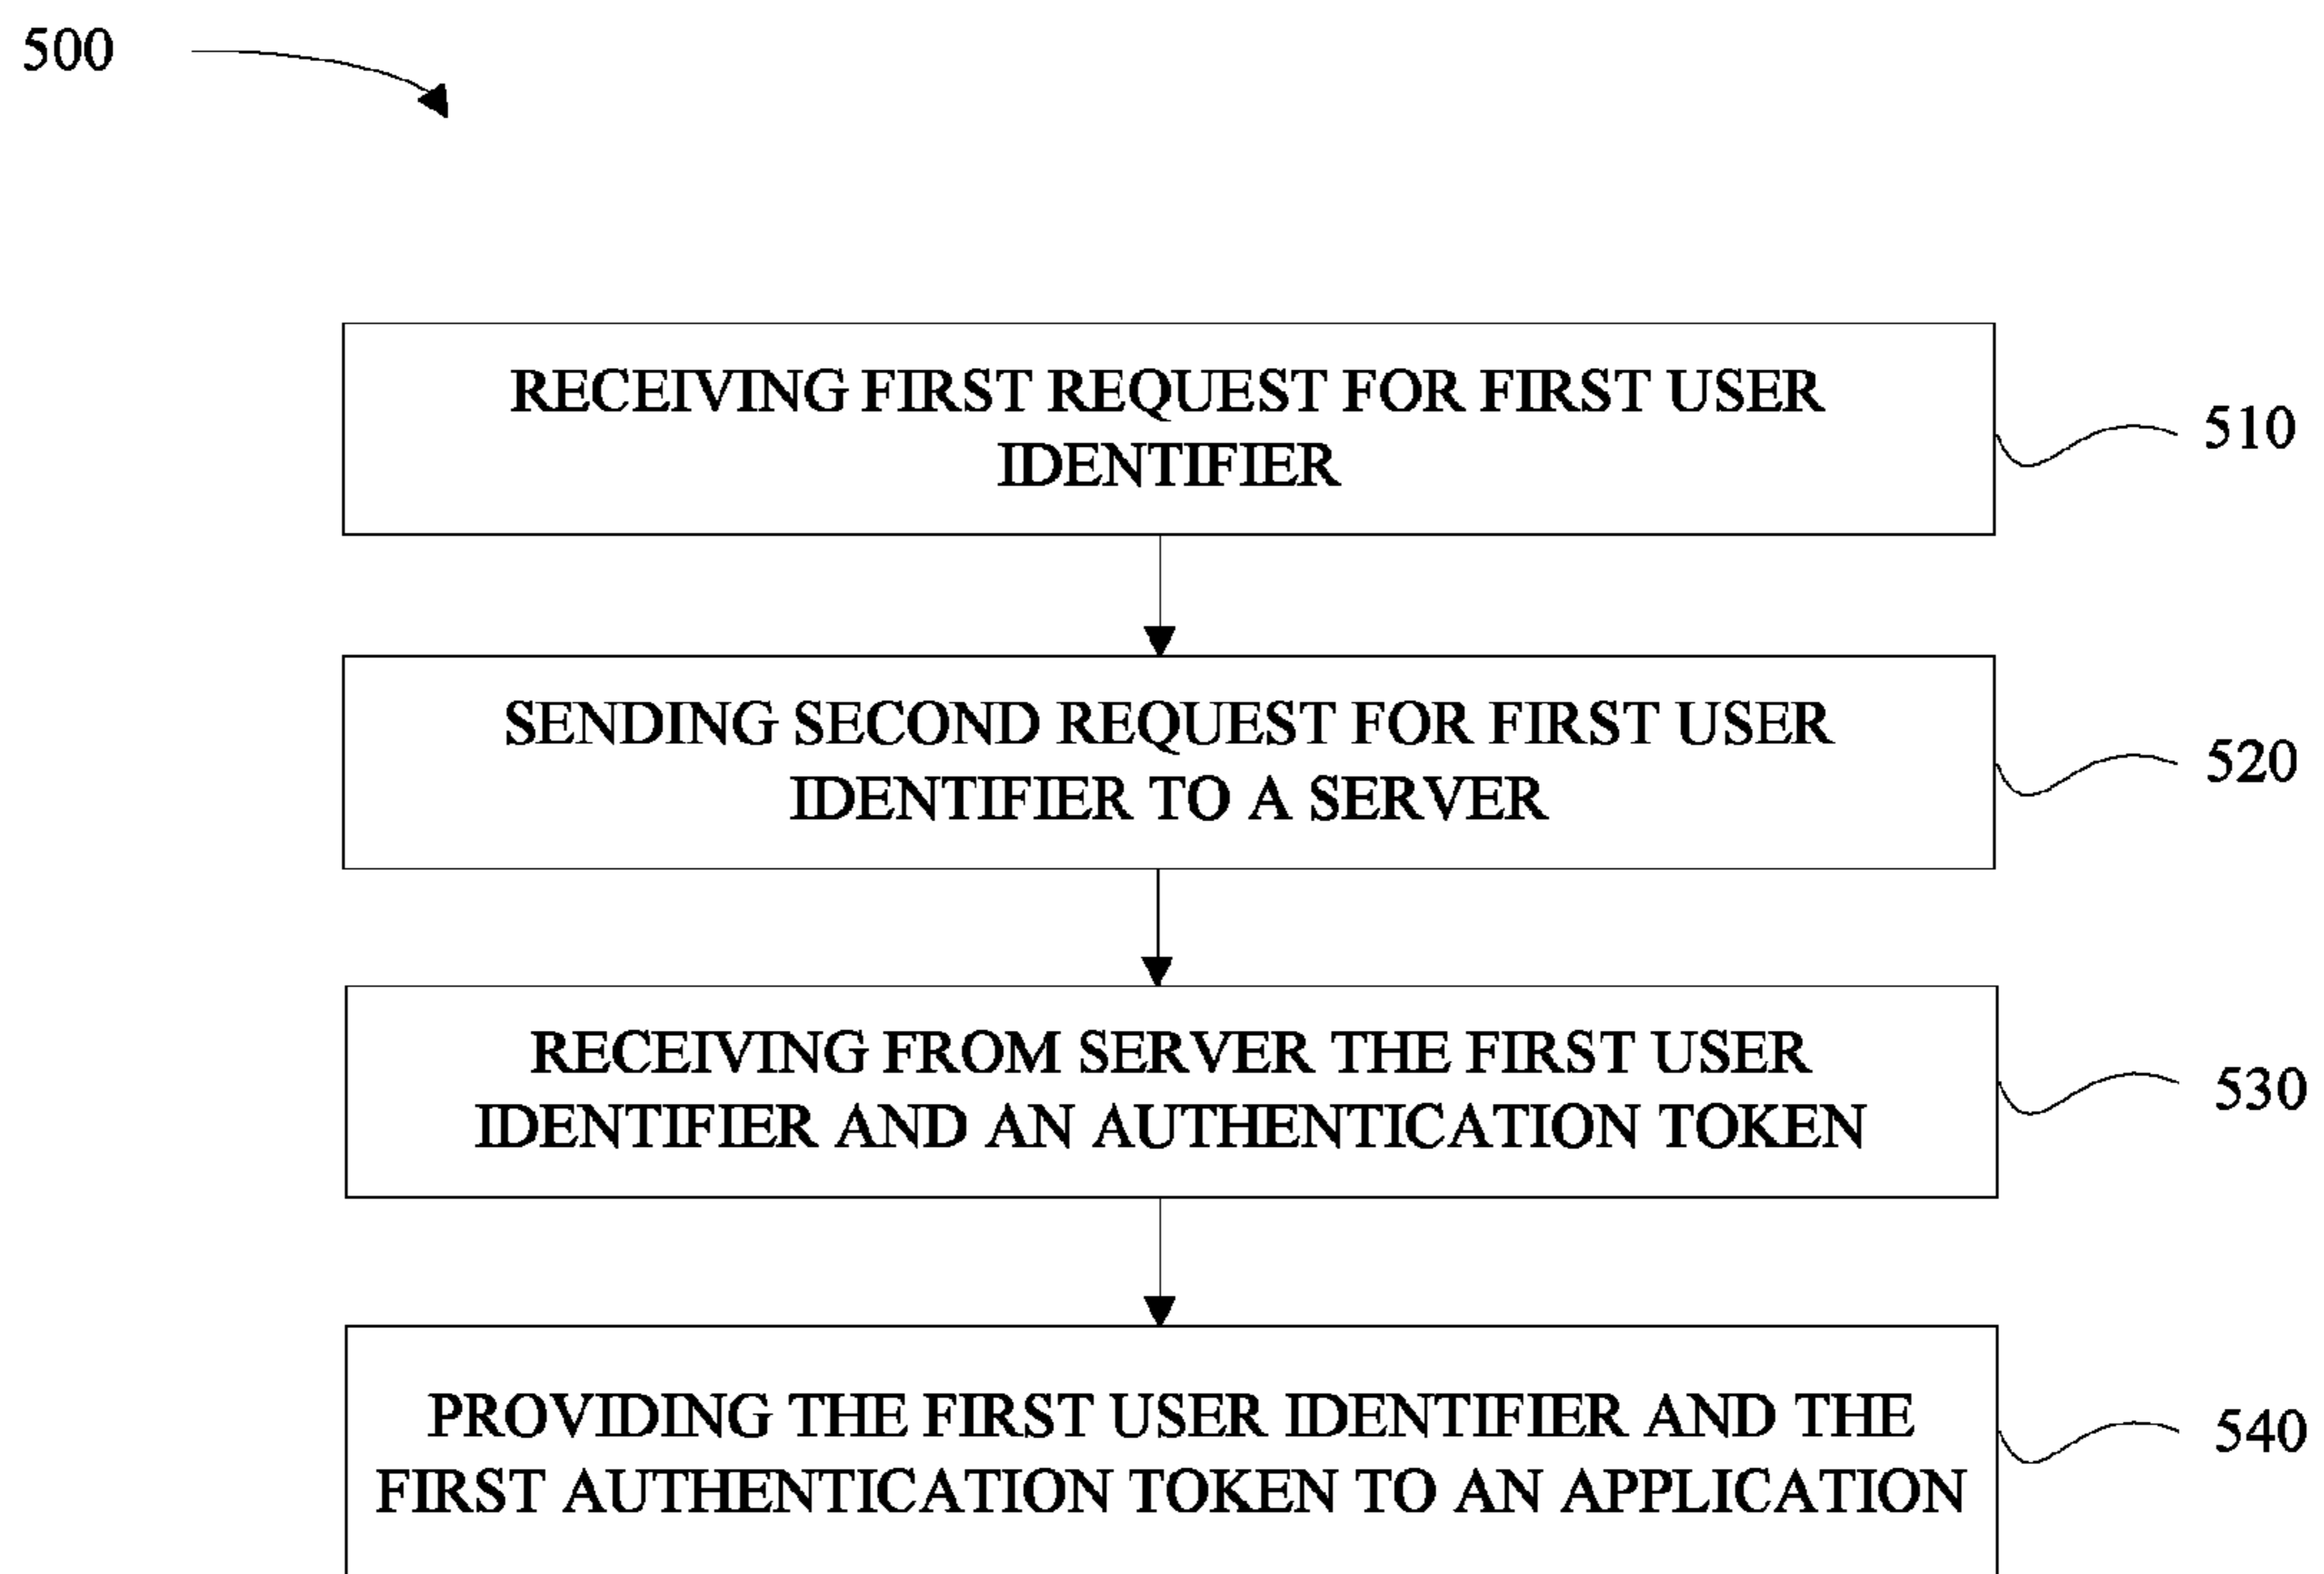 500
RECEIVING FIRST REQUEST FOR FIRST USER
IDENTIFIER
510
SENDING SECOND REQUEST FOR FIRST USER
IDENTIFIER TO A SERVER
520
RECEIVING FROM SERVER THE FIRST USER
IDENTIFIER AND AN AUTHENTICATION TOKEN
530
PROVIDING THE FIRST USER IDENTIFIER AND THE
FIRST AUTHENTICATION TOKEN TO AN APPLICATION
540